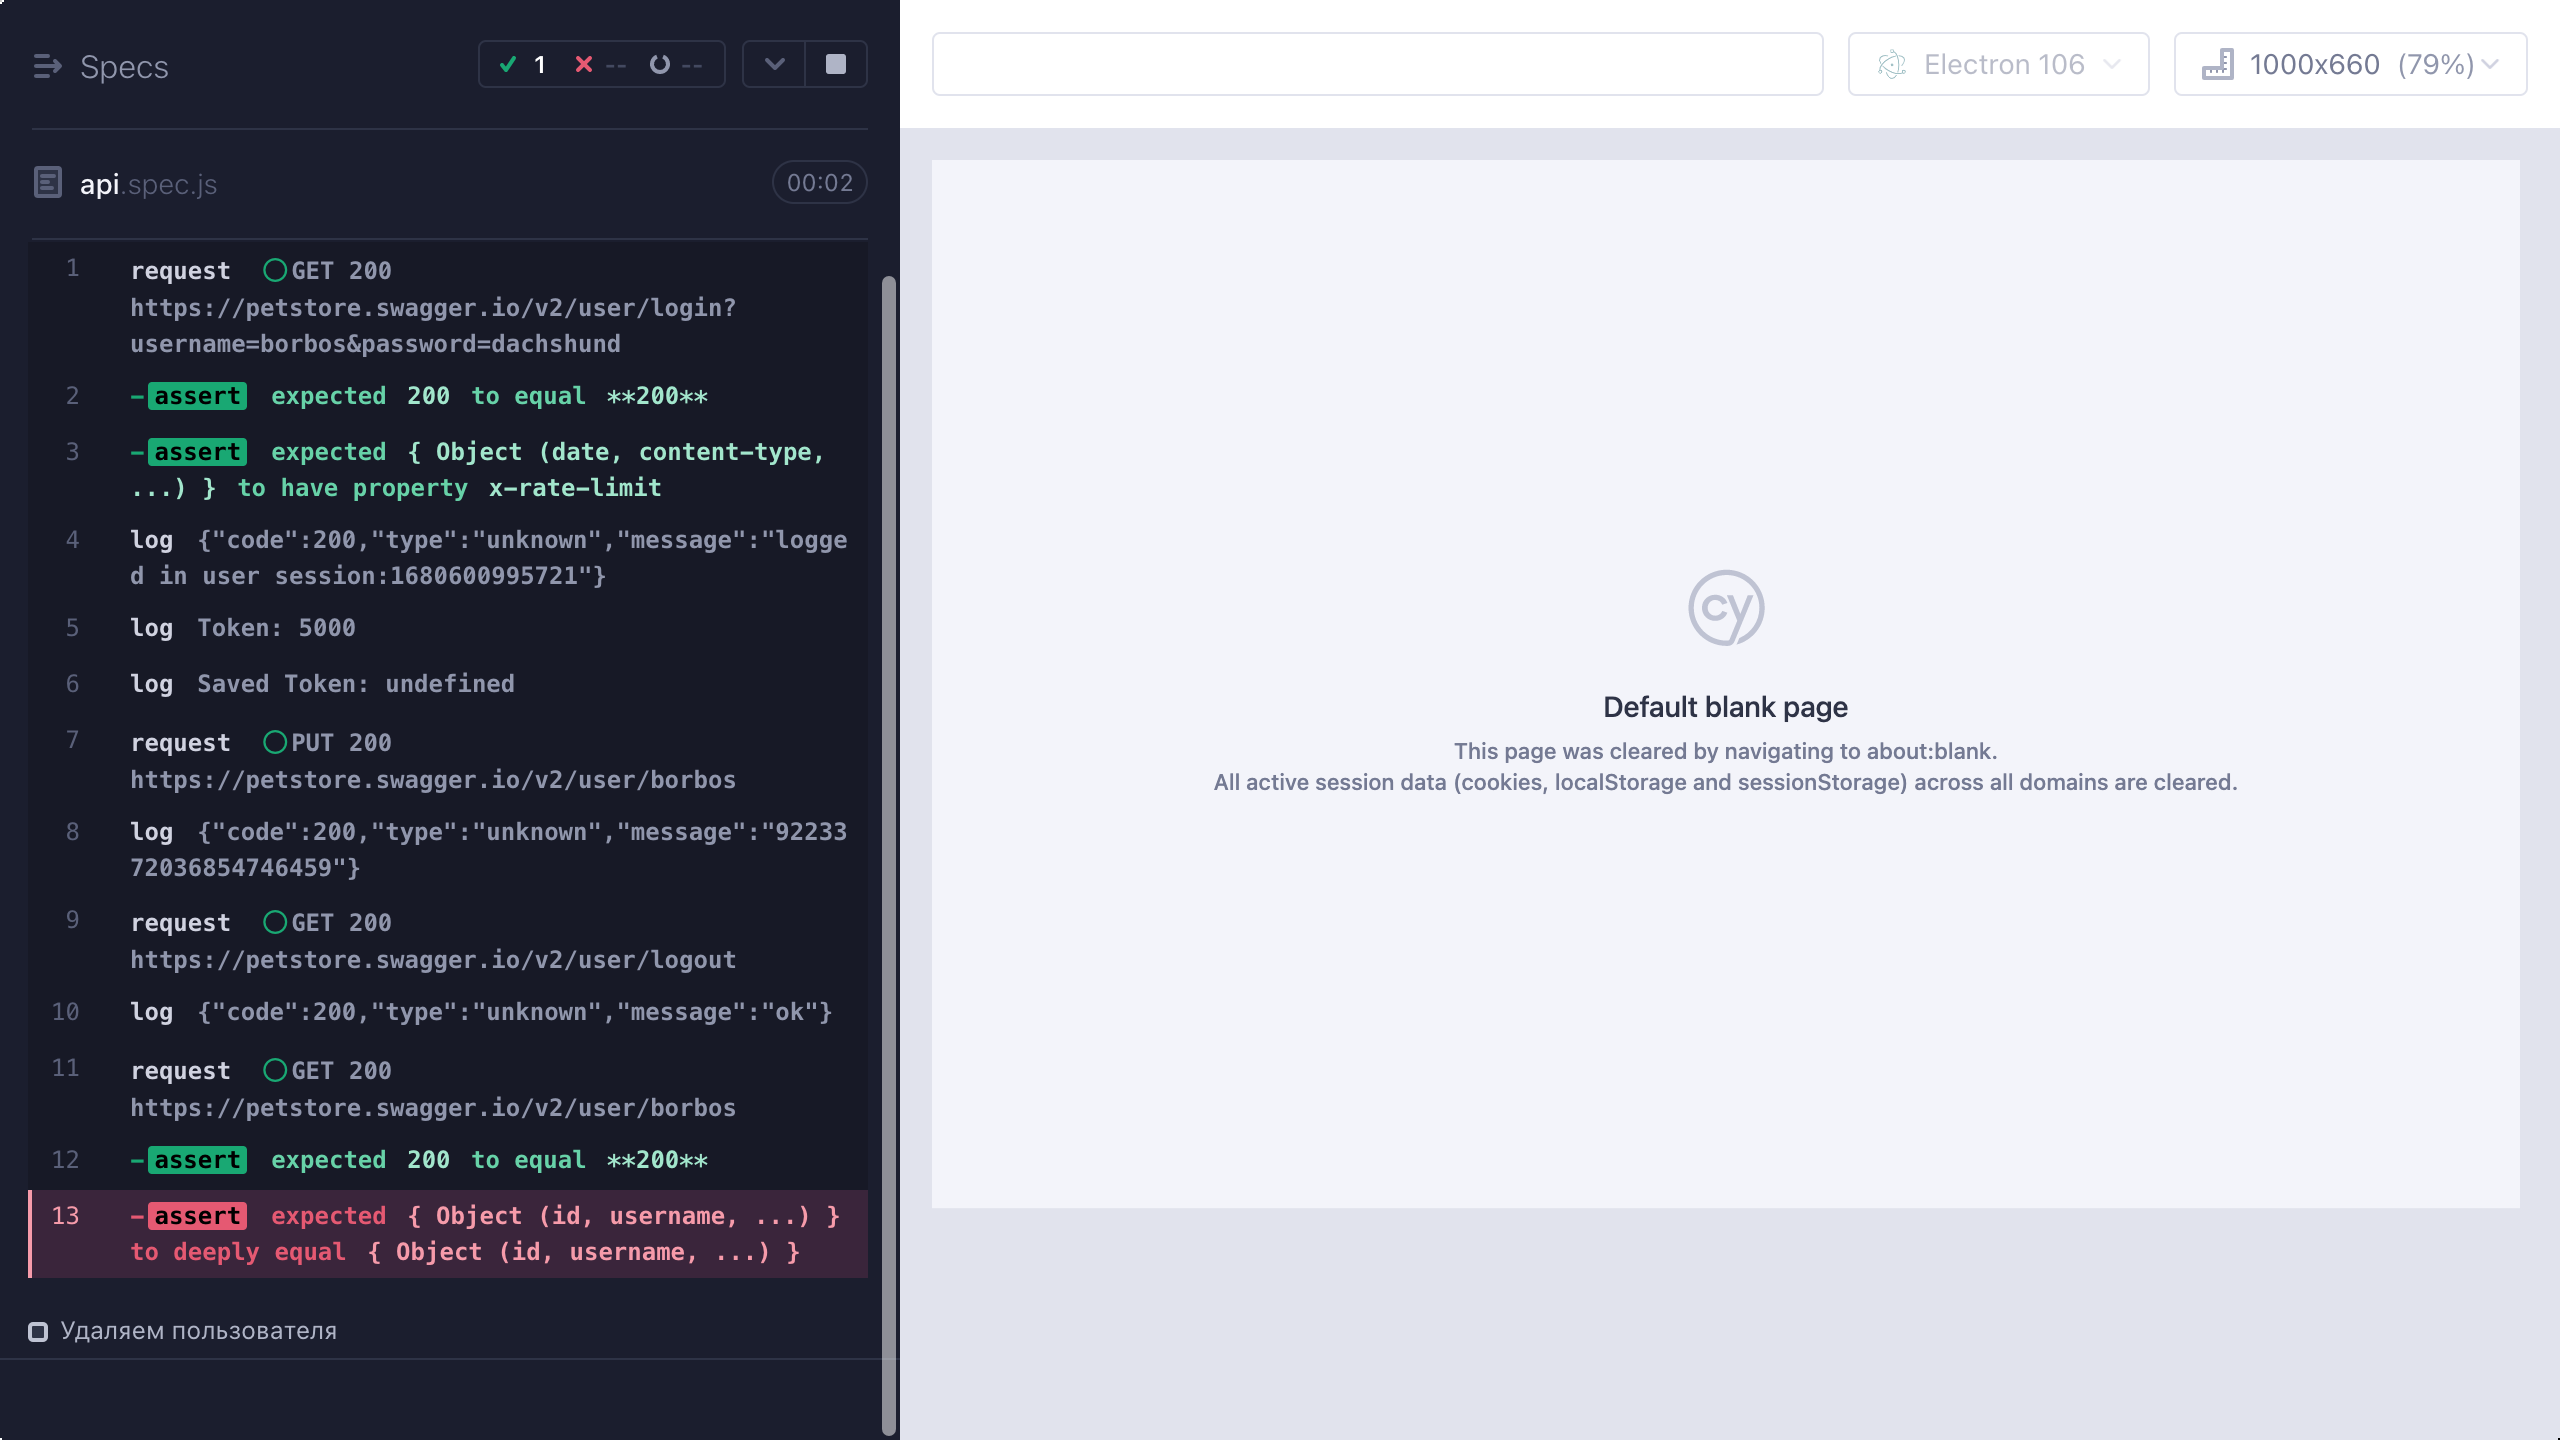 Specs
1 -- --
api.spec.js
00:02
1 request GET 200
https://petstore.swagger.io/v2/user/login?
username=borbos&password=dachshund
2 -assert expected 200 to equal **200**
3 -assert expected { Object (date, content-type,
...) } to have property x-rate-limit
4 log {"code":200,"type":"unknown","message":"logge
d in user session:1680600995721"}
5 log Token: 5000
6 log Saved Token: undefined
7 request PUT 200
https://petstore.swagger.io/v2/user/borbos
8 log {"code":200,"type":"unknown","message":"92233
72036854746459"}
9 request GET 200
https://petstore.swagger.io/v2/user/logout
10 log {"code":200,"type":"unknown","message":"ok"}
11 request GET 200
https://petstore.swagger.io/v2/user/borbos
12 -assert expected 200 to equal **200**
13 -assert expected { Object (id, username, ...) }
to deeply equal { Object (id, username, ...) }
Удаляем пользователя
Electron 106
1000x660 (79%)
cy
Default blank page
This page was cleared by navigating to about:blank.
All active session data (cookies, localStorage and sessionStorage) across all domains are cleared.